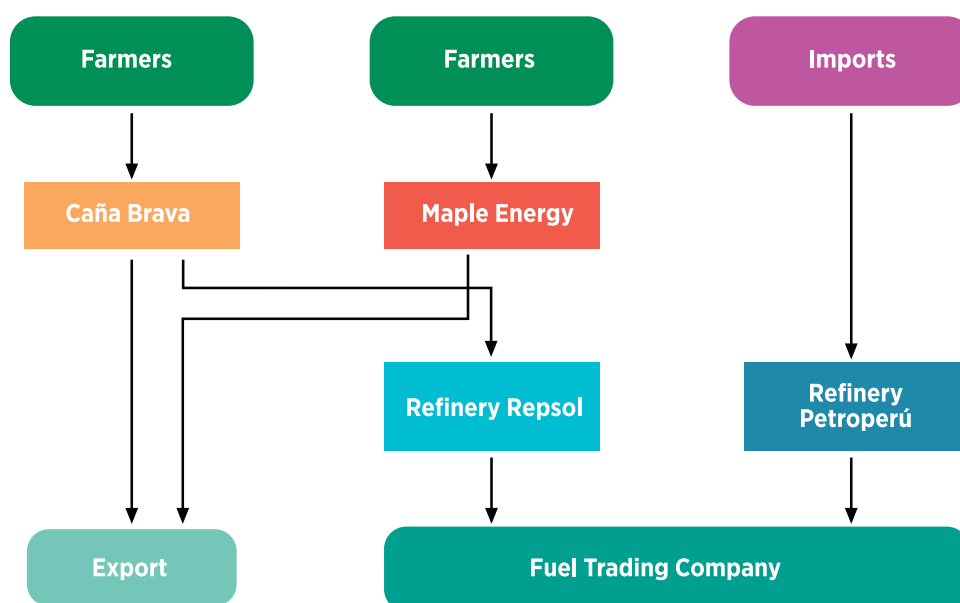 Farmers
Farmers
Imports
Caña Brava
Maple Energy
Refinery Repsol
Refinery
Petroperú
Export
Fuel Trading Company